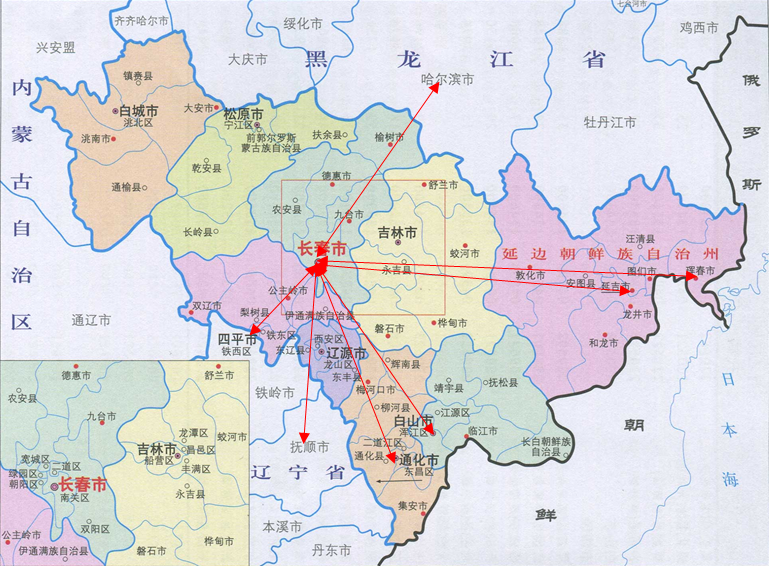 七台河市
齐齐哈尔市
绥化市
鸡西市
兴安盟
大庆市
黑龙江省
俄罗斯
哈尔滨市
镇赉县
内蒙古自治区
白城市
洮北区
大安市
松原市
宁江区
扶余县
前郭尔罗斯
蒙古族自治县
榆树市
牡丹江市
洮南市
乾安县
通榆县
德惠市
舒兰市
农安县
九台市
长岭县
吉林市
长春市
蛟河市
汪清县
延边朝鲜族自治州
永吉县
敦化市
图们市
珲春市
安图县
延吉市
公主岭市
双辽市
梨树县
伊通满族自治县
龙井市
通辽市
磐石市
桦甸市
和龙市
四平市
铁西区
铁东区
西安区
东辽县
辽源市
龙山区
东丰县
辉南县
梅河口市
靖宇县
抚松县
铁岭市
柳河县
白山市
浑江区
江源区
临江市
长白朝鲜族
自治县
抚顺市
二道江区
通化县
通化市
东昌区
辽宁省
集安市
本溪市
丹东市
朝鲜
日本海
德惠市
舒兰市
农安县
九台市
龙潭区
吉林市
昌邑区
船营区
蛟河市
丰满区
宽城区
二道区
绿园区
朝阳区
长春市
南关区
永吉县
双阳区
公主岭市
伊通满族自治县
磐石市
桦甸市